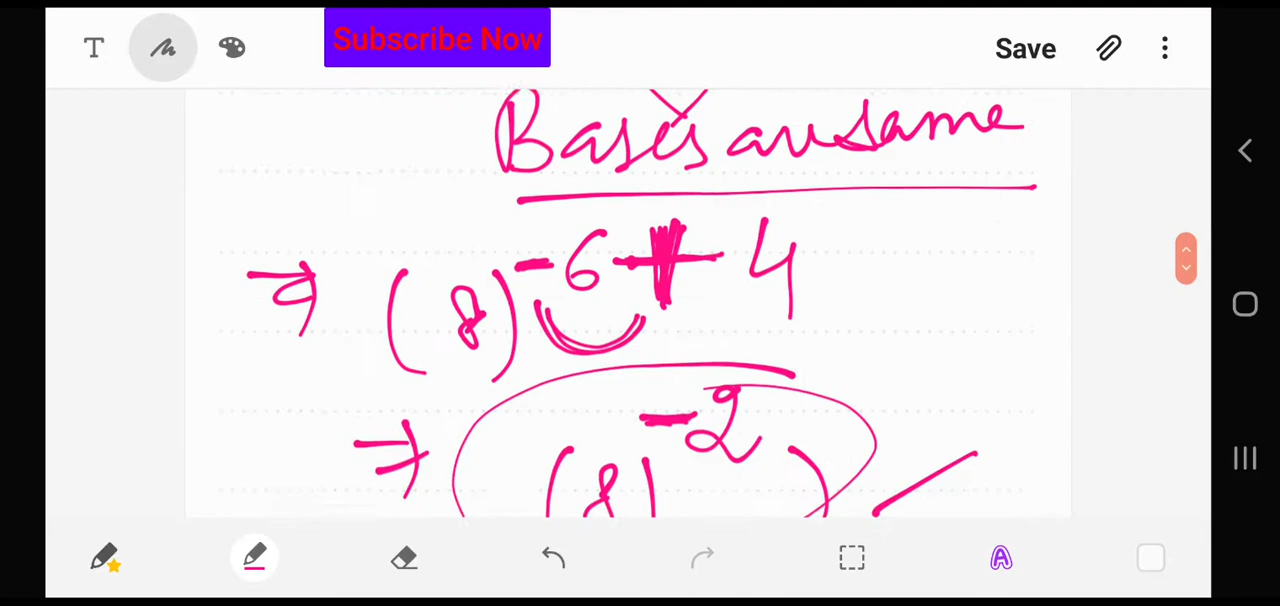 T
Subscribe Now
Save
Bases are same
⇒ (8)^-6+4
⇒ (8)^-2
A